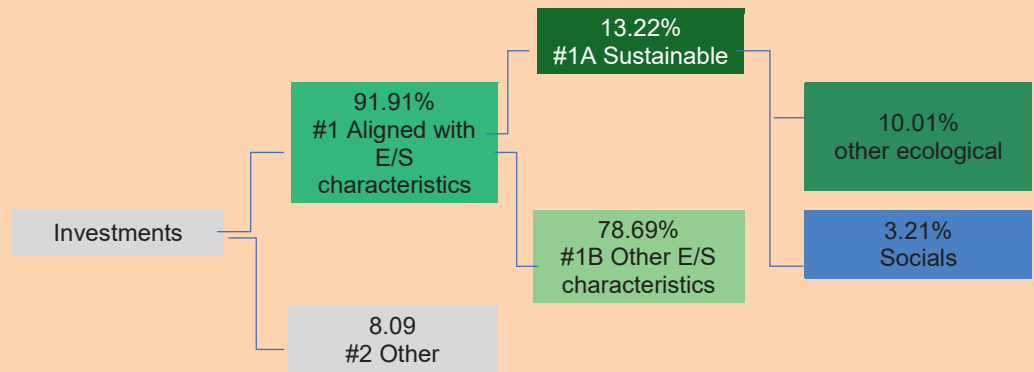 Investments
91.91%
#1 Aligned with
E/S
characteristics
8.09
#2 Other
13.22%
#1A Sustainable
78.69%
#1B Other E/S
characteristics
10.01%
other ecological
3.21%
Socials